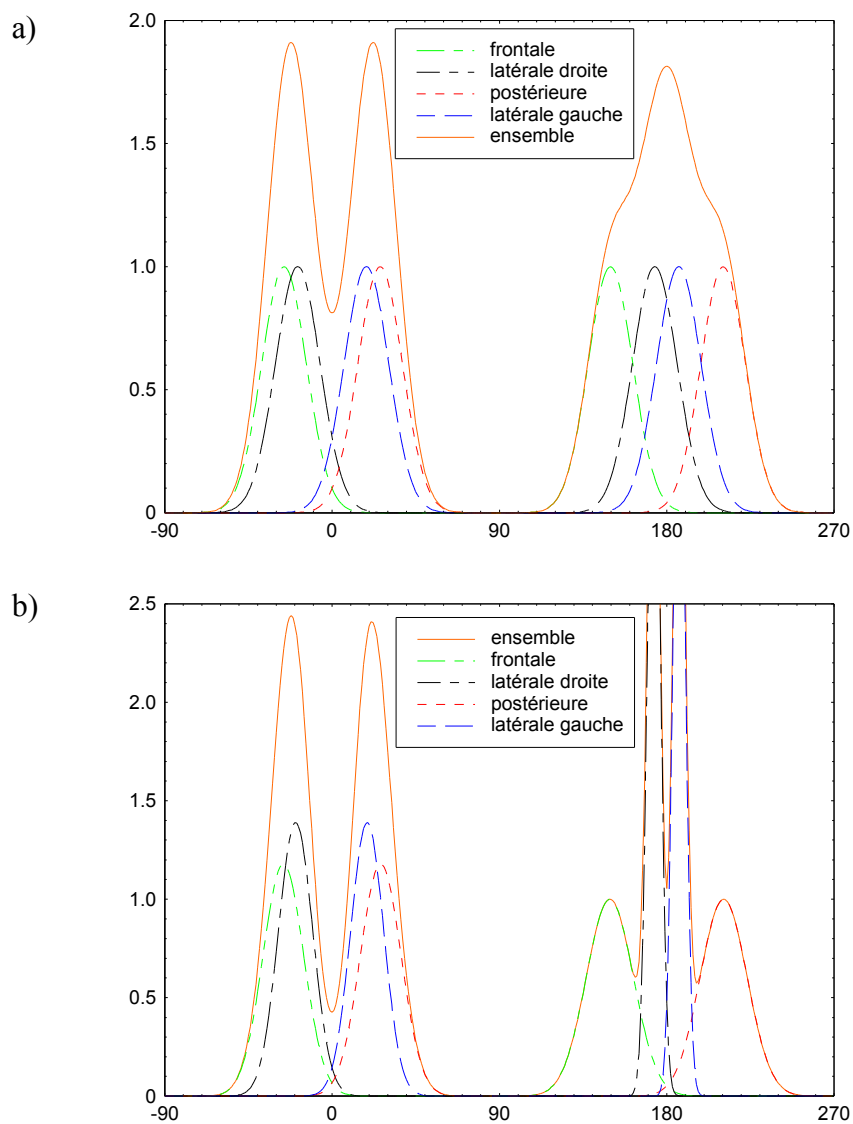 a)
2.0
1.5
1.0
0.5
0
frontale
latérale droite
postérieure
latérale gauche
ensemble
-90 0 90 180 270
b)
2.5
2.0
1.5
1.0
0.5
0
ensemble
frontale
latérale droite
postérieure
latérale gauche
-90 0 90 180 270